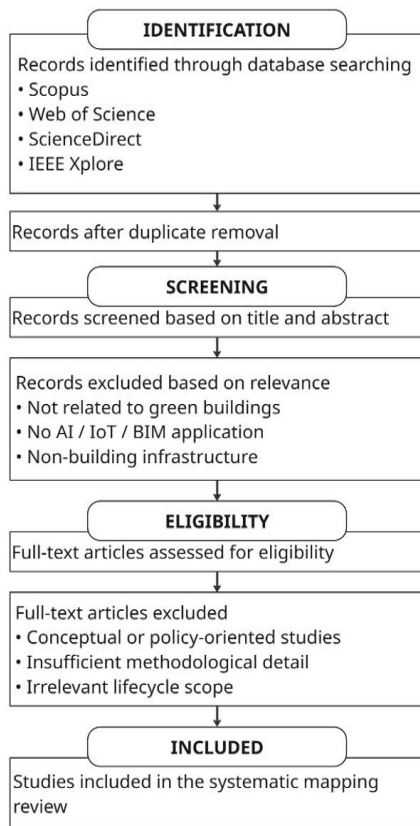 IDENTIFICATION
Records identified through database searching
• Scopus
• Web of Science
• ScienceDirect
• IEEE Xplore
Records after duplicate removal
SCREENING
Records screened based on title and abstract
Records excluded based on relevance
• Not related to green buildings
• No AI / IoT / BIM application
• Non-building infrastructure
ELIGIBILITY
Full-text articles assessed for eligibility
Full-text articles excluded
• Conceptual or policy-oriented studies
• Insufficient methodological detail
• Irrelevant lifecycle scope
INCLUDED
Studies included in the systematic mapping
review